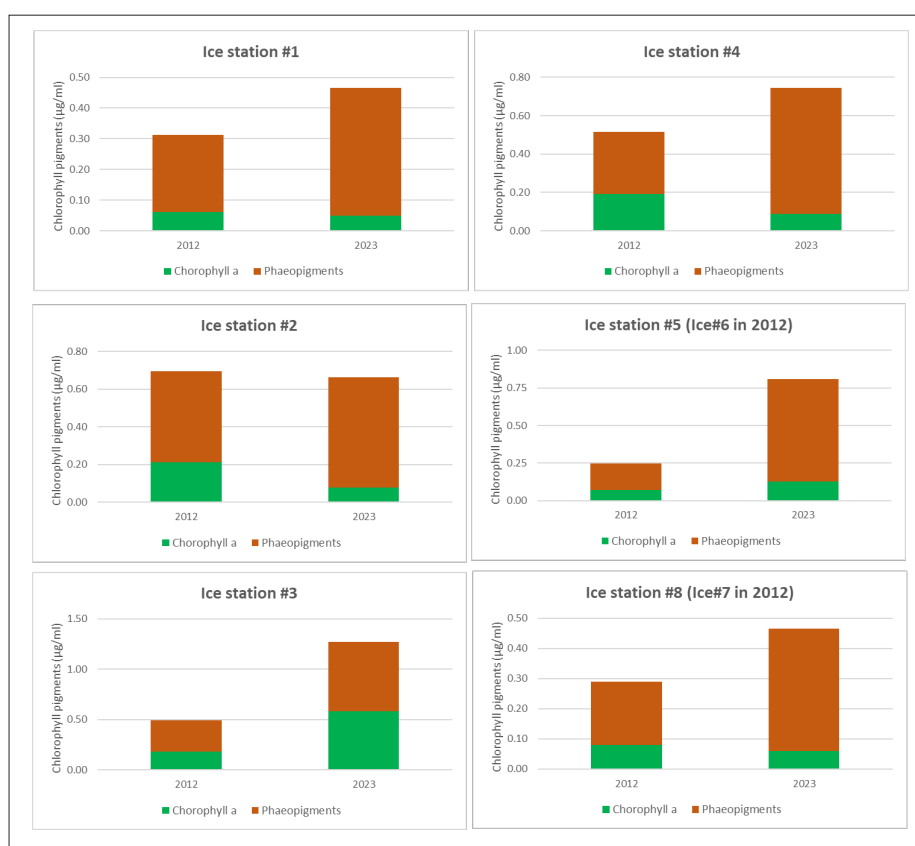 Ice station #1
Chlorophyll pigments (µg/ml)
0.50
0.40
0.30
0.20
0.10
0.00
2012 2023
Chorophyll a Phaeopigments
Ice station #4
Chlorophyll pigments (µg/ml)
0.80
0.60
0.40
0.20
0.00
2012 2023
Chorophyll a Phaeopigments
Ice station #2
Chlorophyll pigments (µg/ml)
0.80
0.60
0.40
0.20
0.00
2012 2023
Chorophyll a Phaeopigments
Ice station #5 (Ice#6 in 2012)
Chlorophyll pigments (µg/ml)
1.00
0.75
0.50
0.25
0.00
2012 2023
Chorophyll a Phaeopigments
Ice station #3
Chlorophyll pigments (µg/ml)
1.50
1.00
0.50
0.00
2012 2023
Chorophyll a Phaeopigments
Ice station #8 (Ice#7 in 2012)
Chlorophyll pigments (µg/ml)
0.50
0.40
0.30
0.20
0.10
0.00
2012 2023
Chorophyll a Phaeopigments